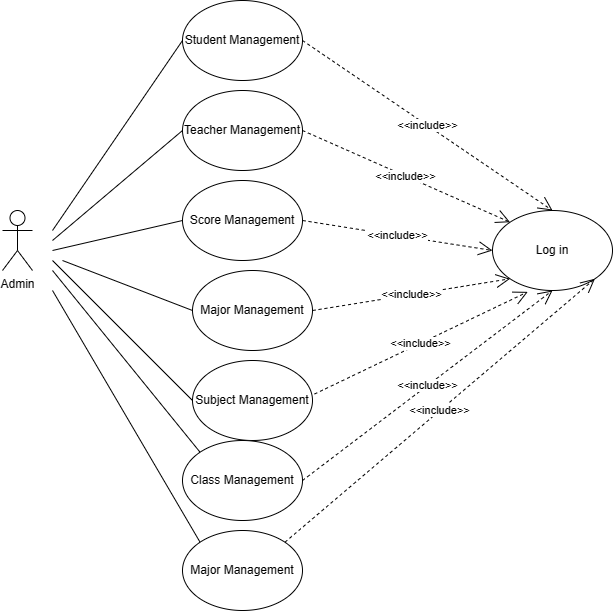 Student Management
<<include>>
Teacher Management
<<include>>
Score Management
<<include>>
Log in
Admin
Major Management
<<include>>
Subject Management
<<include>>
<<include>>
<<include>>
Class Management
Major Management